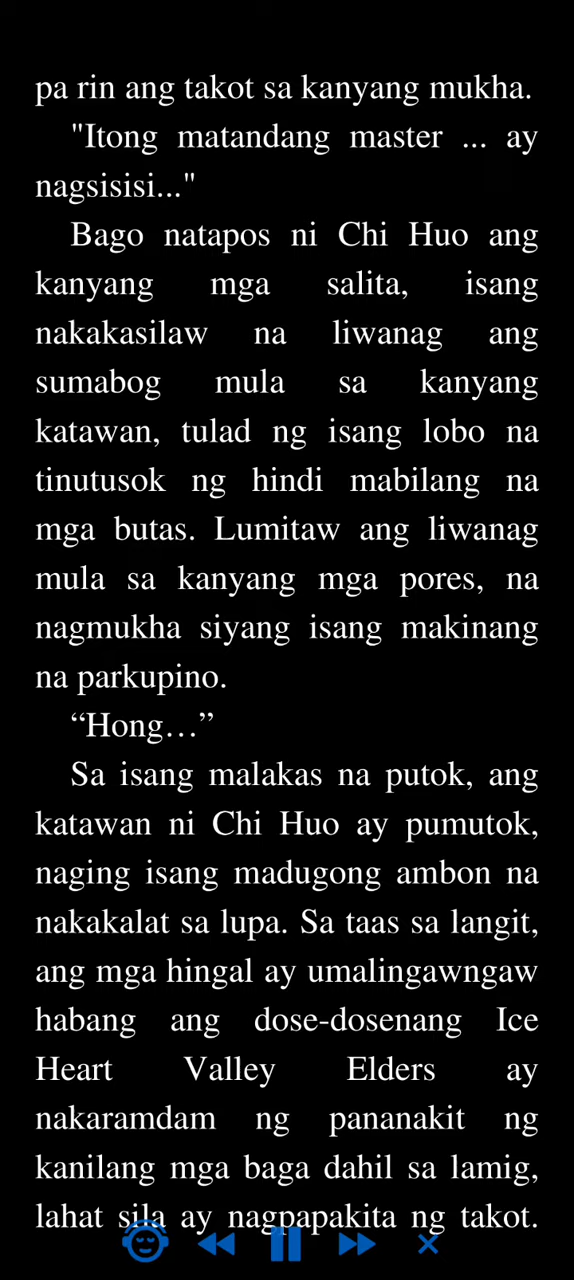 pa rin ang takot sa kanyang mukha.
"Itong matandang master ... ay
nagsisisi..."
Bago natapos ni Chi Huo ang
kanyang mga salita, isang
nakakasilaw na liwanag ang
sumabog mula sa kanyang
katawan, tulad ng isang lobo na
tinutusok ng hindi mabilang na
mga butas. Lumitaw ang liwanag
mula sa kanyang mga pores, na
nagmukha siyang isang makinang
na parkupino.
“Hong…”
Sa isang malakas na putok, ang
katawan ni Chi Huo ay pumutok,
naging isang madugong ambon na
nakakalat sa lupa. Sa taas sa langit,
ang mga hingal ay umalingawngaw
habang ang dose-dosenang Ice
Heart Valley Elders ay
nakaramdam ng pananakit ng
kanilang mga baga dahil sa lamig,
lahat sila ay nagpapakita ng takot.